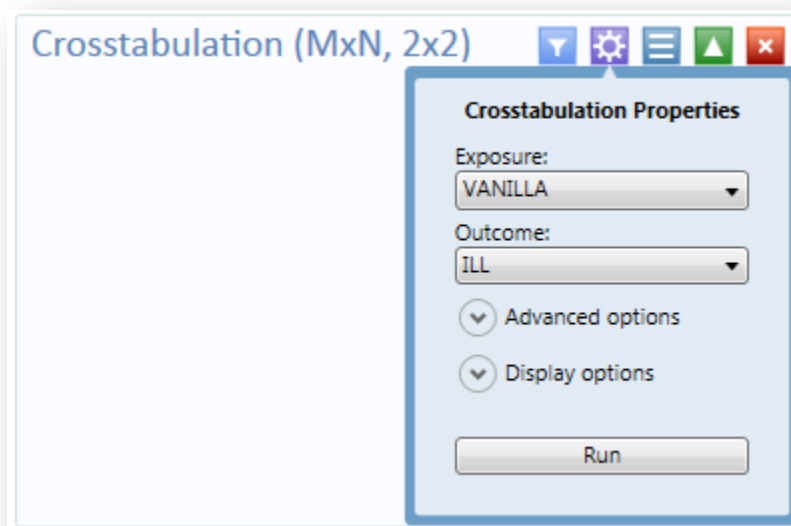 Crosstabulation (MxN, 2x2)
Crosstabulation Properties
Exposure:
VANILLA
Outcome:
ILL
Advanced options
Display options
Run